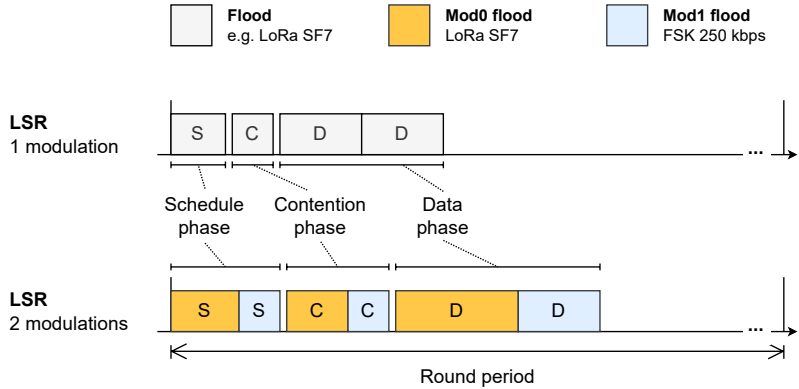 Flood
e.g. LoRa SF7
Mod0 flood
LoRa SF7
Mod1 flood
FSK 250 kbps
LSR
1 modulation
S C D D
...
Schedule phase
Contention phase
Data phase
LSR
2 modulations
S S C C D D
...
Round period